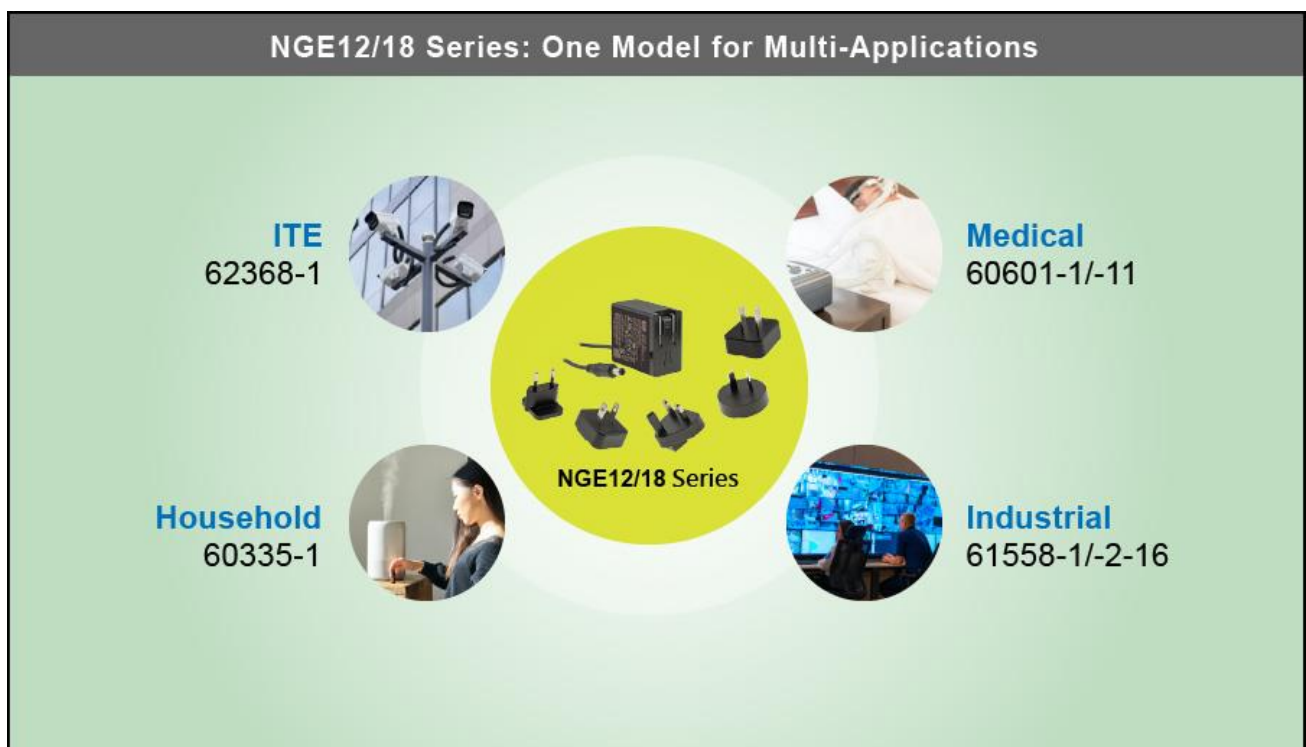 NGE12/18 Series: One Model for Multi-Applications
ITE
62368-1
Medical
60601-1/-11
NGE12/18 Series
Household
60335-1
Industrial
61558-1/-2-16